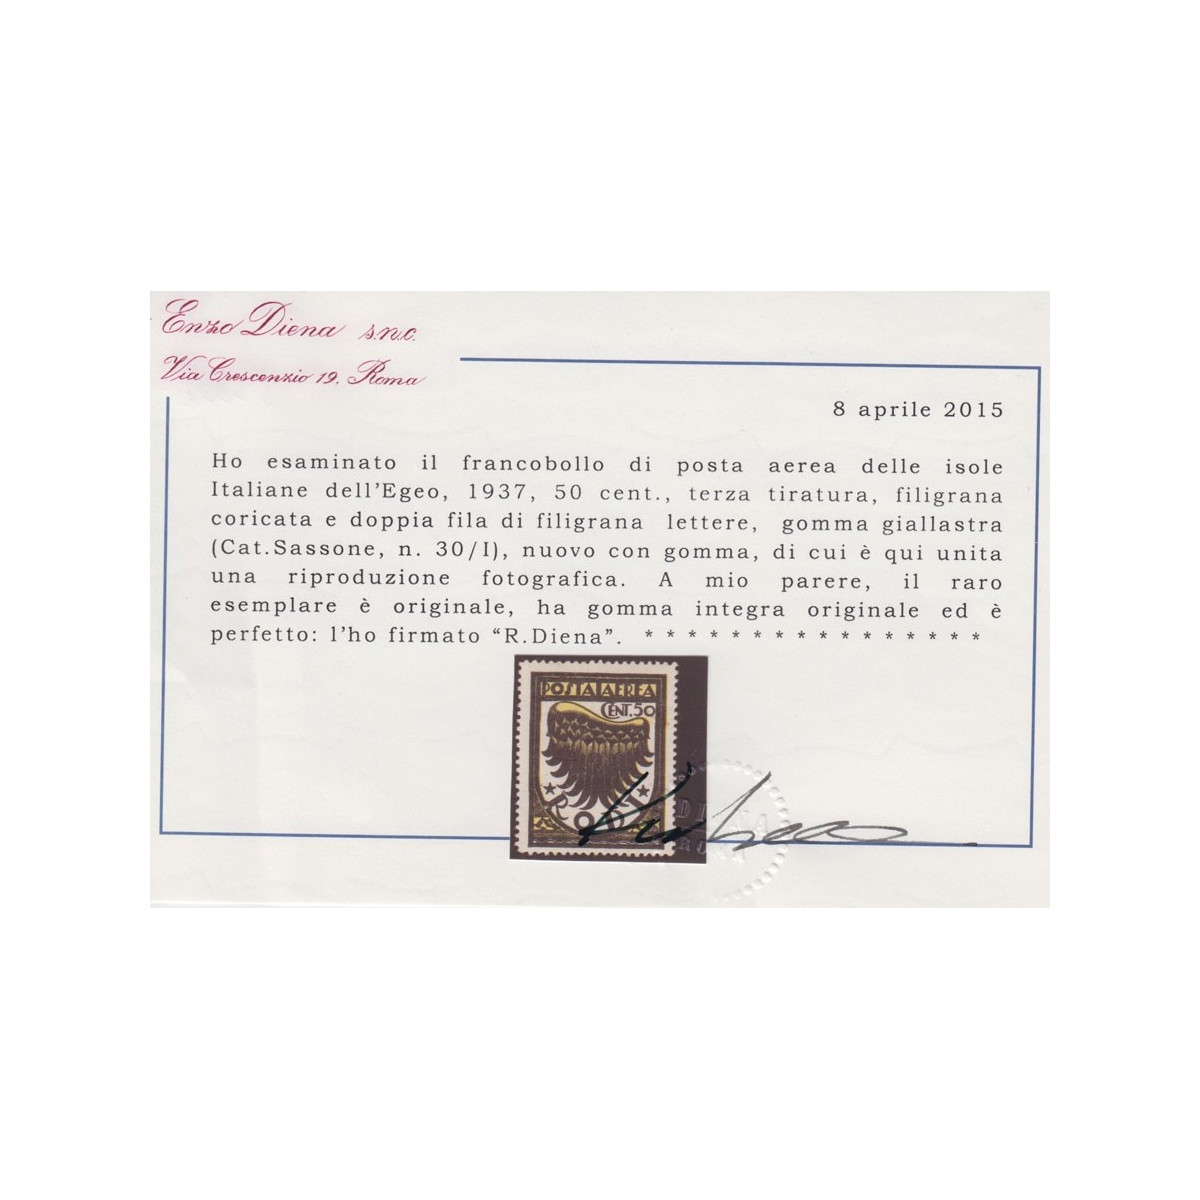 Enzo Diena s.n.c.
Via Crescenzio 19, Roma
8 aprile 2015
Ho esaminato il francobollo di posta aerea delle isole
Italiane dell'Egeo, 1937, 50 cent., terza tiratura, filigrana
coricata e doppia fila di filigrana lettere, gomma giallastra
(Cat.Sassone, n. 30/I), nuovo con gomma, di cui è qui unita
una riproduzione fotografica. A mio parere, il raro
esemplare è originale, ha gomma integra originale ed è
perfetto: l'ho firmato “R.Diena”. * * * * * * * * * * * * * * * *
POSTA AEREA
CENT. 50
RODI
DIENA
ROMA